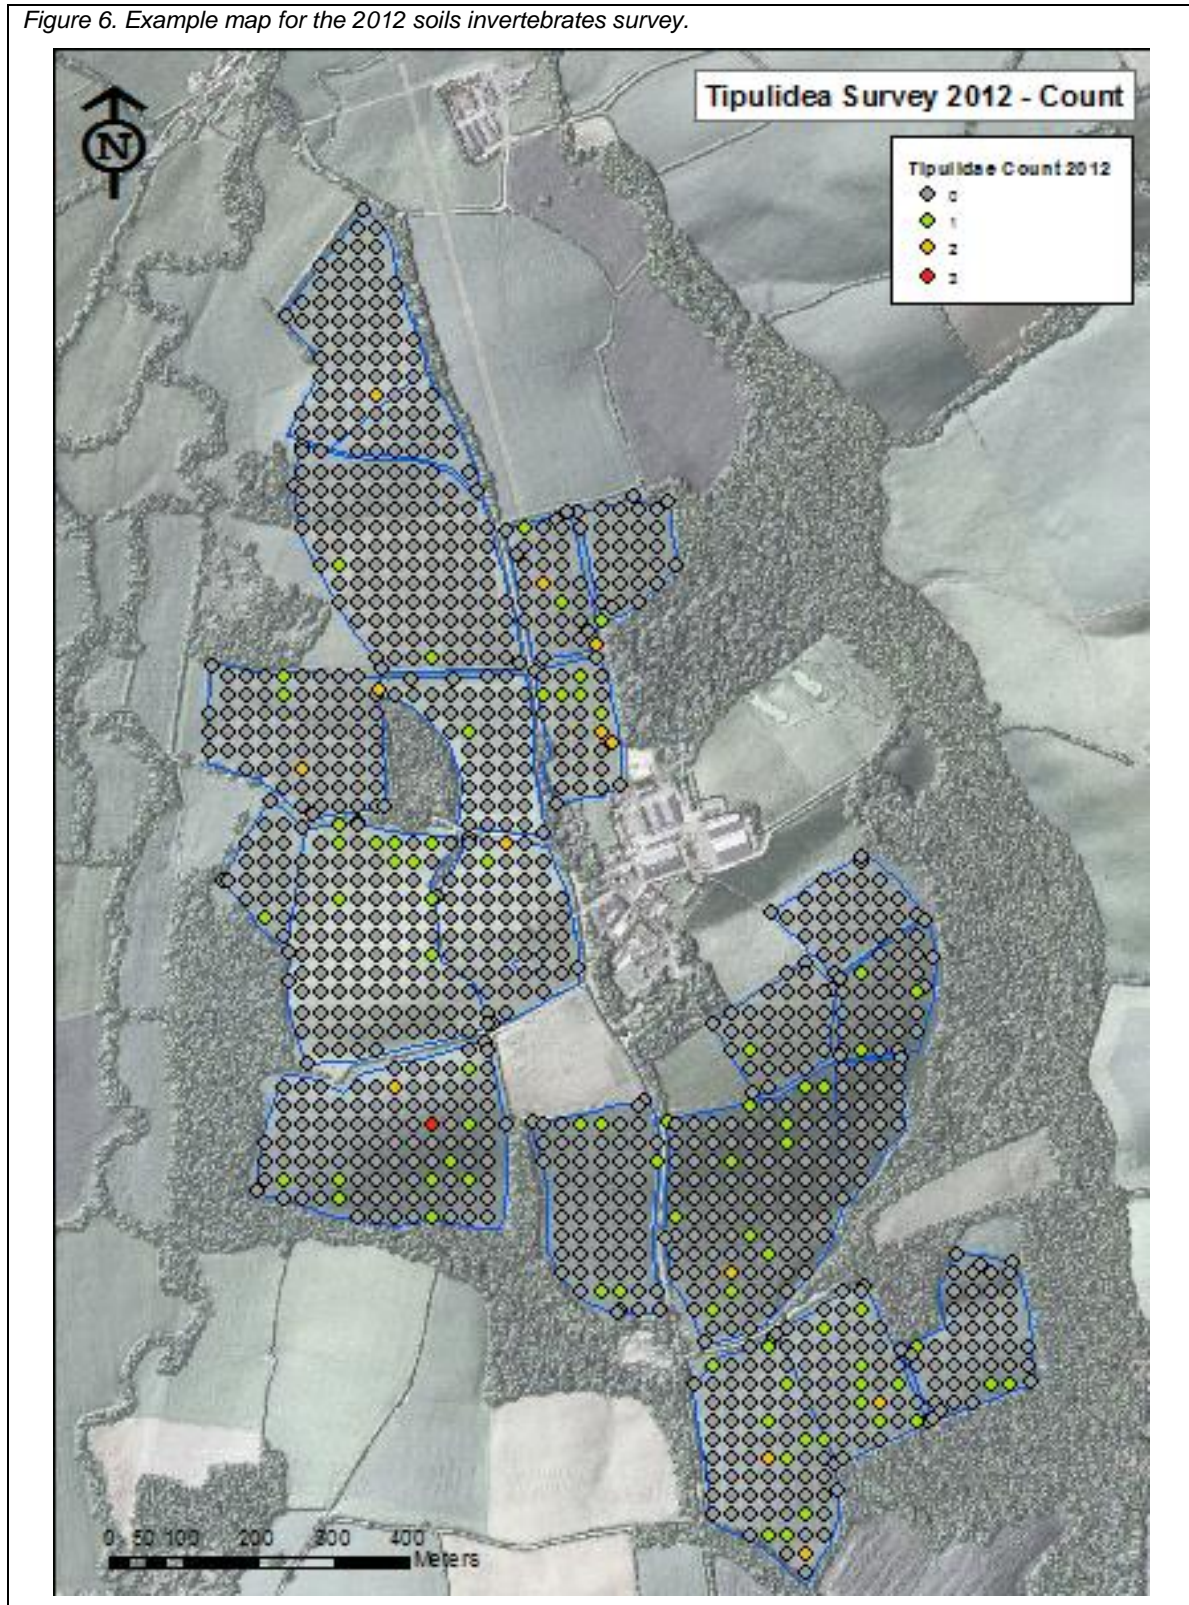 Figure 6. Example map for the 2012 soils invertebrates survey.
Tipulidea Survey 2012 - Count
N
Tipulidae Count 2012
0
1
2
3
0 50 100 200 300 400
Meters